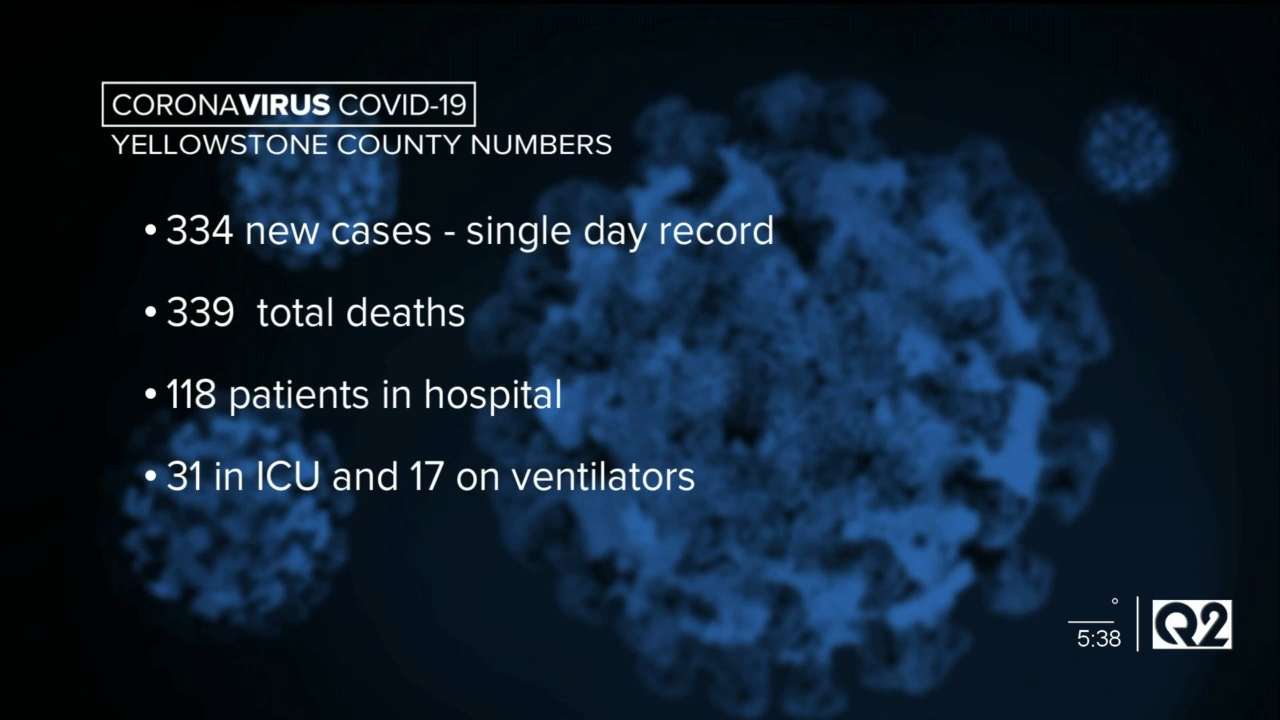 CORONAVIRUS COVID-19
YELLOWSTONE COUNTY NUMBERS
• 334 new cases - single day record
• 339 total deaths
• 118 patients in hospital
• 31 in ICU and 17 on ventilators
°
5:38
Q2